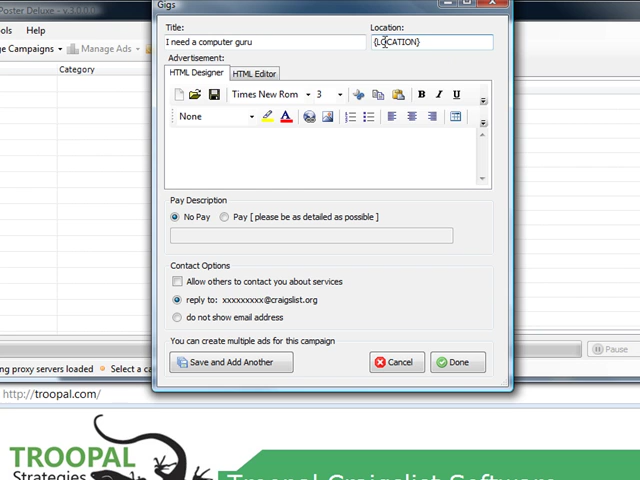 Poster Deluxe - v.3.0.0.0
Gigs
ools Help
ge Campaigns Manage Ads
Category
Title:
Location:
I need a computer guru
{LOCATION}
Advertisement:
HTML Designer HTML Editor
Times New Rom 3 B I U
None A
Pay Description
No Pay Pay [ please be as detailed as possible ]
Contact Options
Allow others to contact you about services
reply to: xxxxxxxxx@craigslist.org
do not show email address
You can create multiple ads for this campaign
Save and Add Another Cancel Done
Pause
ng proxy servers loaded Select a ca
http://troopal.com/
TROOPAL
Strategies
Troopal Craigslist Software